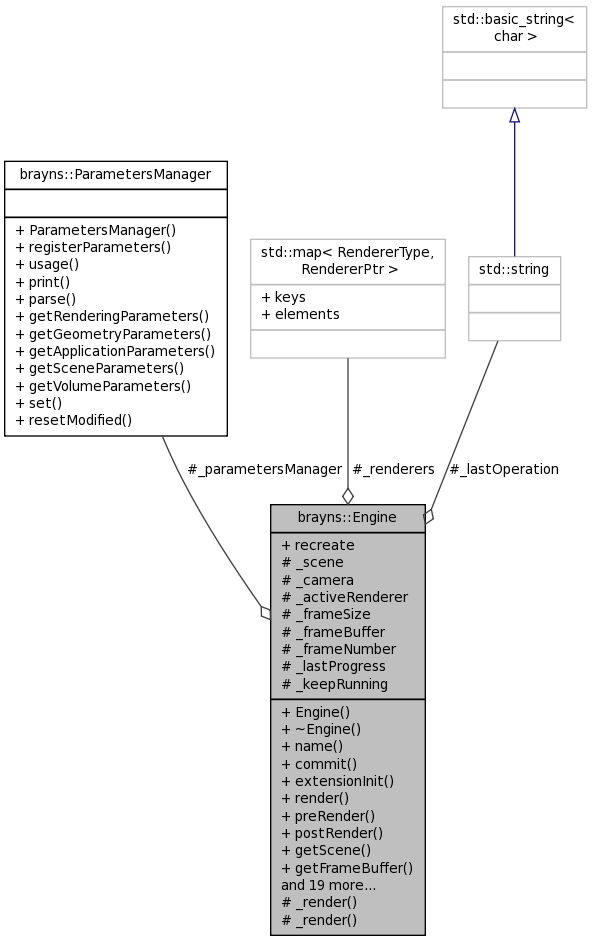 std::basic_string<
char >
brayns::ParametersManager
+ ParametersManager()
+ registerParameters()
+ usage()
+ print()
+ parse()
+ getRenderingParameters()
+ getGeometryParameters()
+ getApplicationParameters()
+ getSceneParameters()
+ getVolumeParameters()
+ set()
+ resetModified()
std::map< RendererType,
RendererPtr >
+ keys
+ elements
std::string
#_parametersManager
#_renderers
#_lastOperation
brayns::Engine
+ recreate
# _scene
# _camera
# _activeRenderer
# _frameSize
# _frameBuffer
# _frameNumber
# _lastProgress
# _keepRunning
+ Engine()
+ ~Engine()
+ name()
+ commit()
+ extensionInit()
+ render()
+ preRender()
+ postRender()
+ getScene()
+ getFrameBuffer()
and 19 more...
# _render()
# _render()